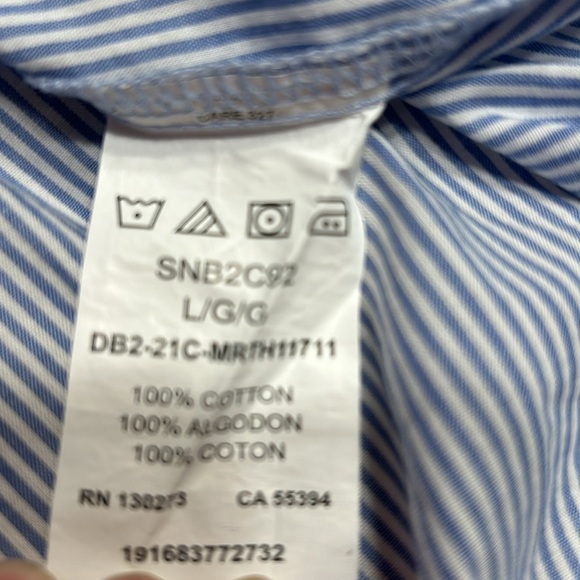 SNB2C92
L/G/G
DB2-21C-MRTH11711
100% COTTON
100% ALGODON
100% COTON
RN 130273 CA 55394
191683772732